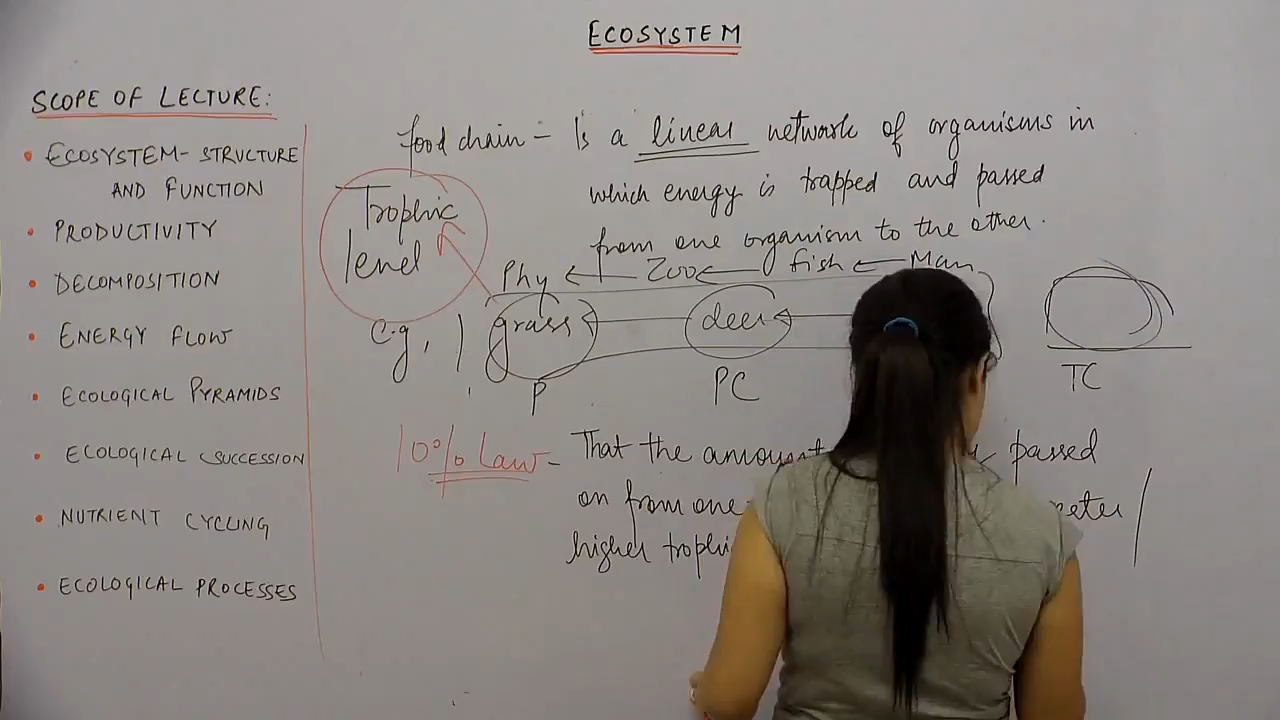 ECOSYSTEM
SCOPE OF LECTURE:
ECOSYSTEM- STRUCTURE
AND FUNCTION
PRODUCTIVITY
DECOMPOSITION
ENERGY FLOW
ECOLOGICAL PYRAMIDS
ECOLOGICAL SUCCESSION
NUTRIENT CYCLING
ECOLOGICAL PROCESSES
food chain - Is a linear network of organisms in
which energy is trapped and passed
from one organism to the other.
Trophic
level
Phy ← Zoo ← fish ← Man
e.g, grass deer
P PC TC
10% Law - That the amount passed
on from one
higher